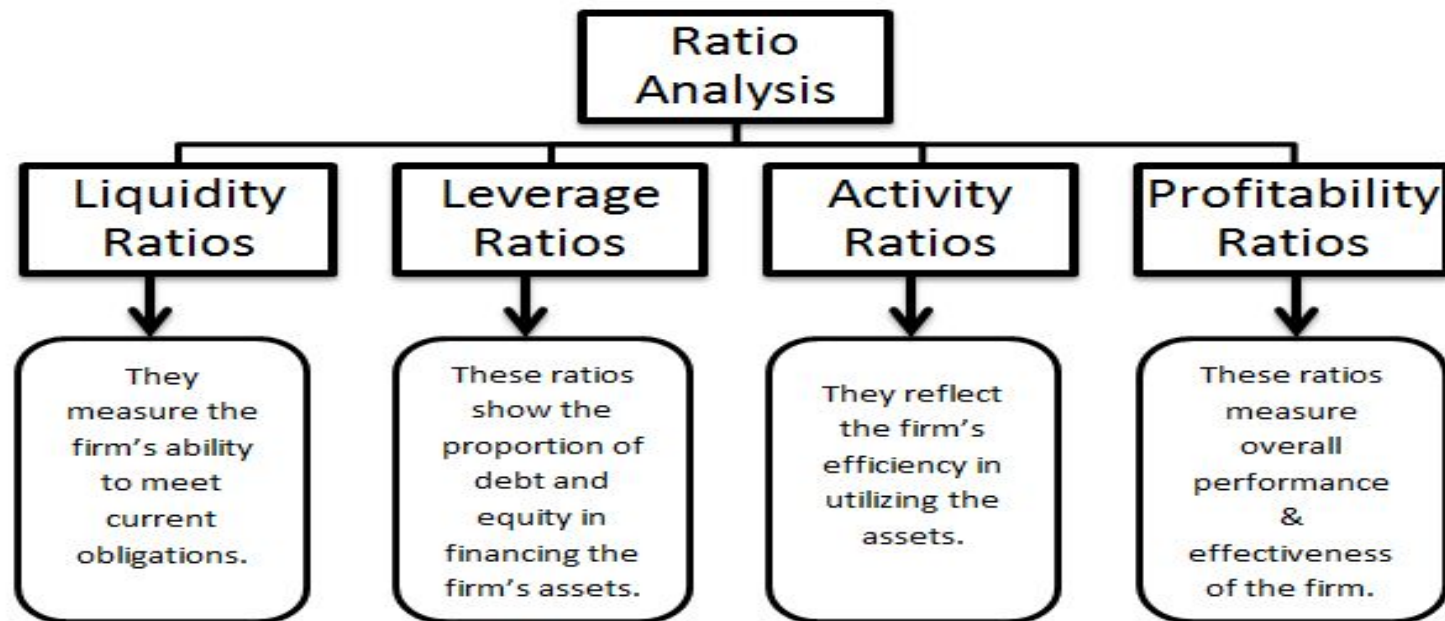 Ratio
Analysis
Liquidity
Ratios
Leverage
Ratios
Activity
Ratios
Profitability
Ratios
They
measure the
firm’s ability
to meet
current
obligations.
These ratios
show the
proportion of
debt and
equity in
financing the
firm’s assets.
They reflect
the firm’s
efficiency in
utilizing the
assets.
These ratios
measure
overall
performance
&
effectiveness
of the firm.